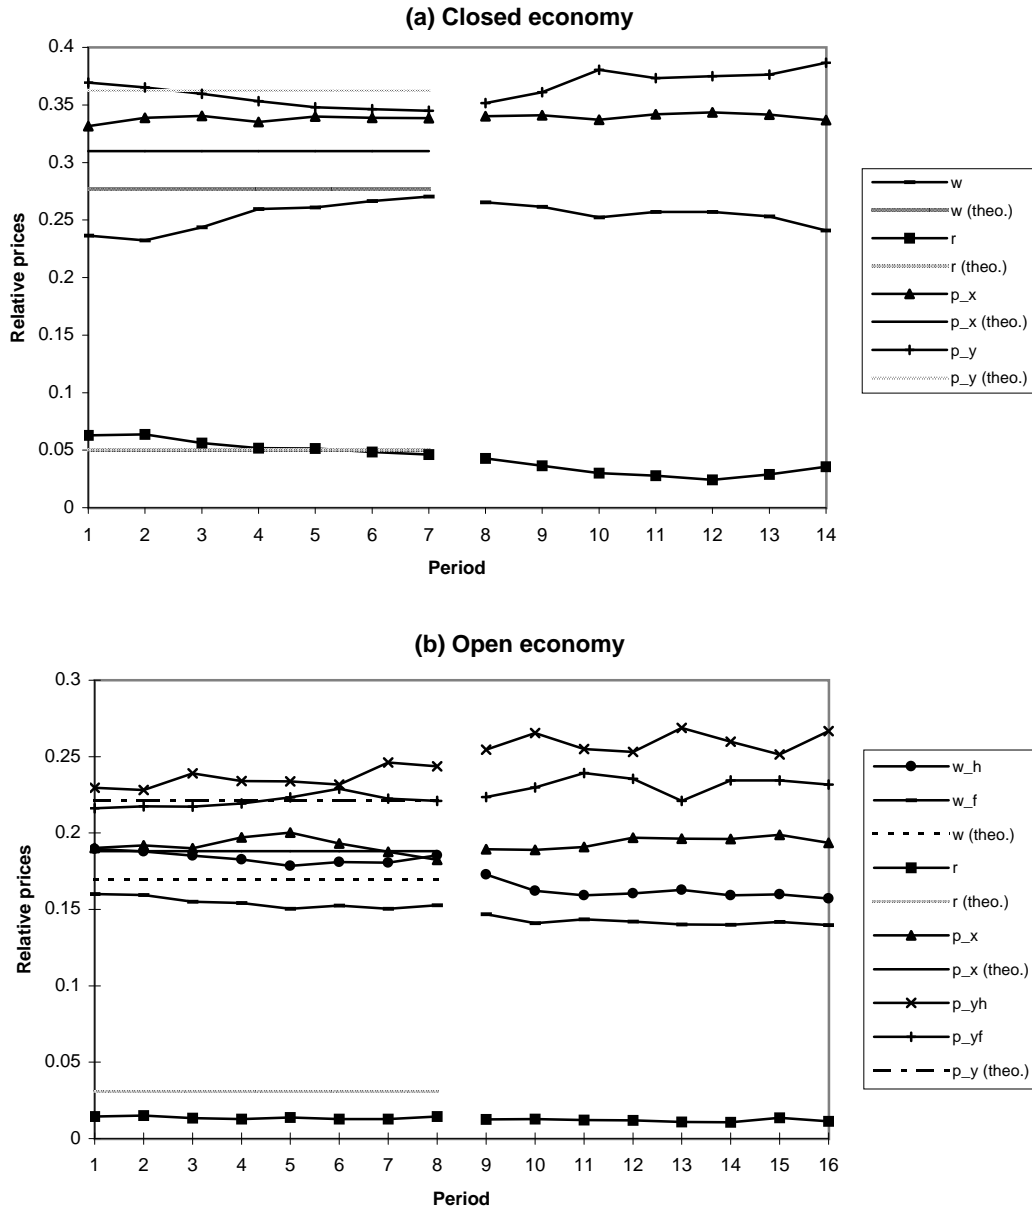 (a) Closed economy
0.4
0.35
0.3
0.25
0.2
0.15
0.1
0.05
0
Relative prices
1 2 3 4 5 6 7 8 9 10 11 12 13 14
Period
w
w (theo.)
r
r (theo.)
p_x
p_x (theo.)
p_y
p_y (theo.)
(b) Open economy
0.3
0.25
0.2
0.15
0.1
0.05
0
Relative prices
1 2 3 4 5 6 7 8 9 10 11 12 13 14 15 16
Period
w_h
w_f
w (theo.)
r
r (theo.)
p_x
p_x (theo.)
p_yh
p_yf
p_y (theo.)